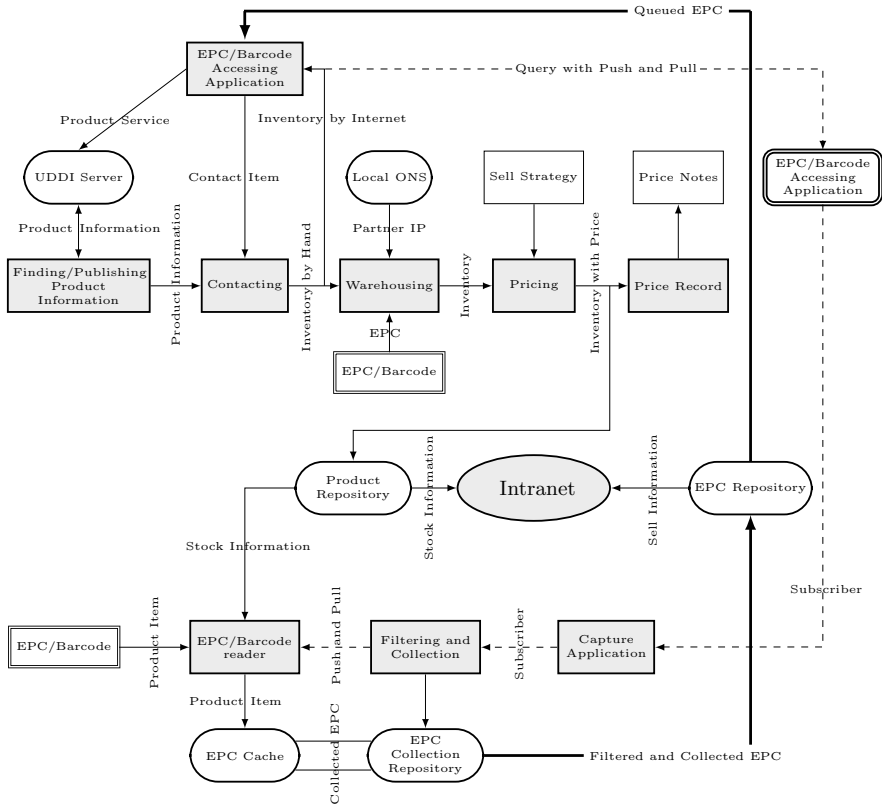 Queued EPC
EPC/Barcode
Accessing
Application
Query with Push and Pull
Product Service
Inventory by Internet
UDDI Server
Contact Item
Local ONS
Sell Strategy
Price Notes
EPC/Barcode
Accessing
Application
Product Information
Product Information
Inventory by Hand
Partner IP
Inventory
Inventory with Price
Finding/Publishing
Product
Information
Contacting
Warehousing
Pricing
Price Record
EPC
EPC/Barcode
Product
Repository
Stock Information
Intranet
Sell Information
EPC Repository
Stock Information
Subscriber
EPC/Barcode
Product Item
EPC/Barcode
reader
Push and Pull
Filtering and
Collection
Subscriber
Capture
Application
Product Item
EPC Cache
Collected EPC
EPC
Collection
Repository
Filtered and Collected EPC